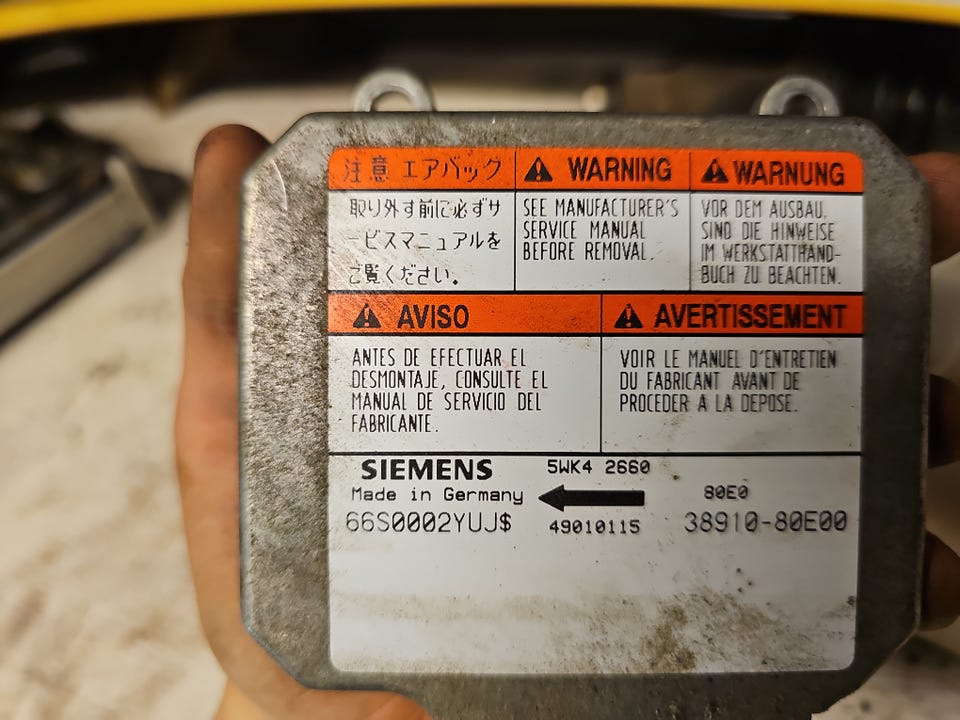 注意 エアバック
取り外す前に必ずサ
ービスマニュアルを
ご覧ください。
WARNING
SEE MANUFACTURER'S
SERVICE MANUAL
BEFORE REMOVAL.
WARNUNG
VOR DEM AUSBAU.
SIND DIE HINWEISE
IM WERKSTATTHAND-
BUCH ZU BEACHTEN.
AVISO
ANTES DE EFECTUAR EL
DESMONTAJE, CONSULTE EL
MANUAL DE SERVICIO DEL
FABRICANTE.
AVERTISSEMENT
VOIR LE MANUEL D'ENTRETIEN
DU FABRICANT AVANT DE
PROCEDER A LA DEPOSE.
SIEMENS 5WK4 2660
Made in Germany 80E0
66S0002YUJ$ 49010115 38910-80E00